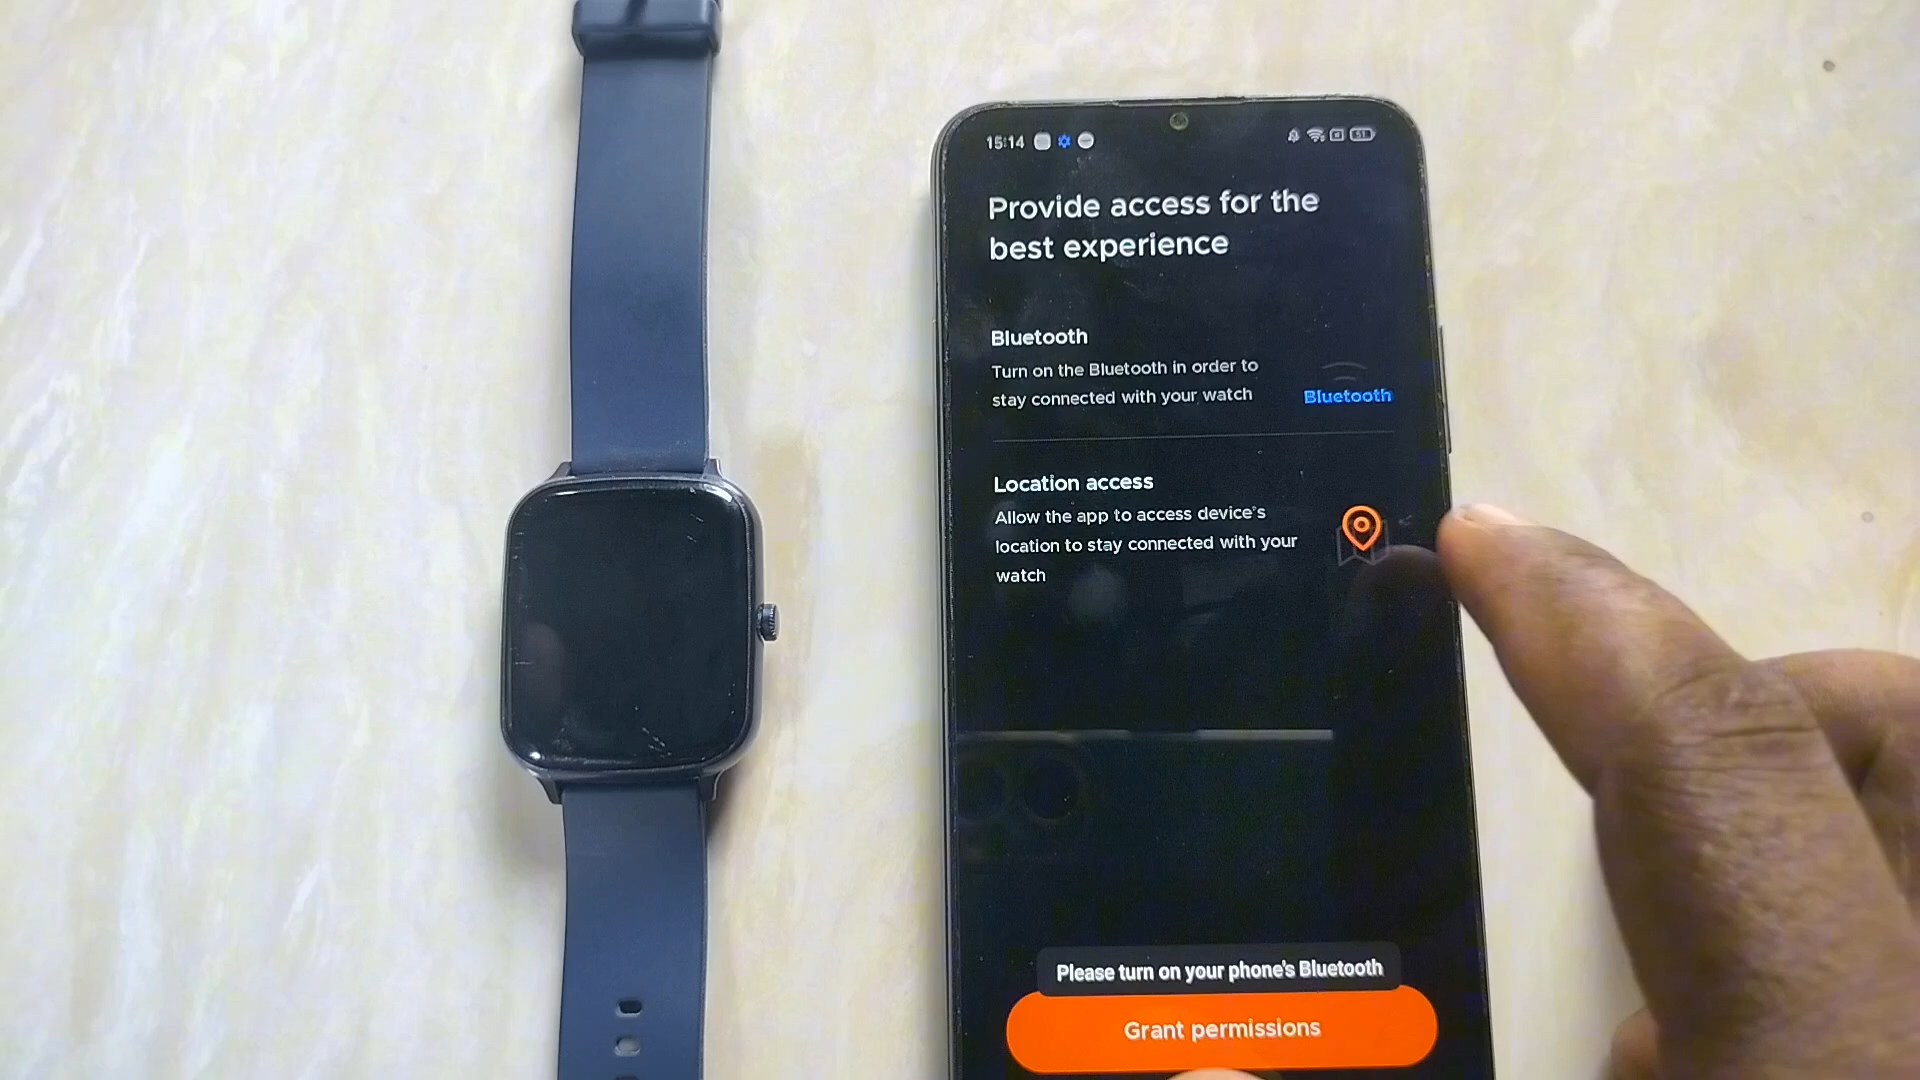 15:14
51
Provide access for the
best experience
Bluetooth
Turn on the Bluetooth in order to
stay connected with your watch
Bluetooth
Location access
Allow the app to access device's
location to stay connected with your
watch
Please turn on your phone's Bluetooth
Grant permissions